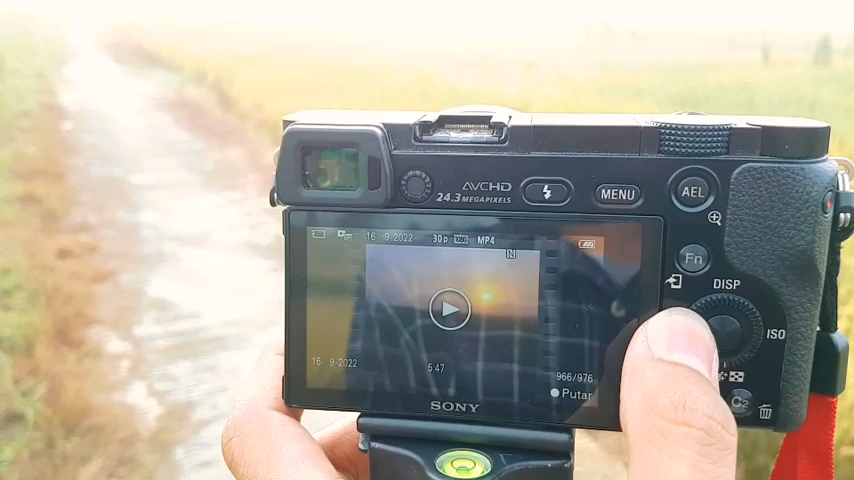 AVCHD
24.3 MEGAPIXELS
MENU
AEL
Fn
DISP
ISO
C2
16- 9-2022 30p MP4
N
16- 9-2022
5:47
966/976
Putar
SONY